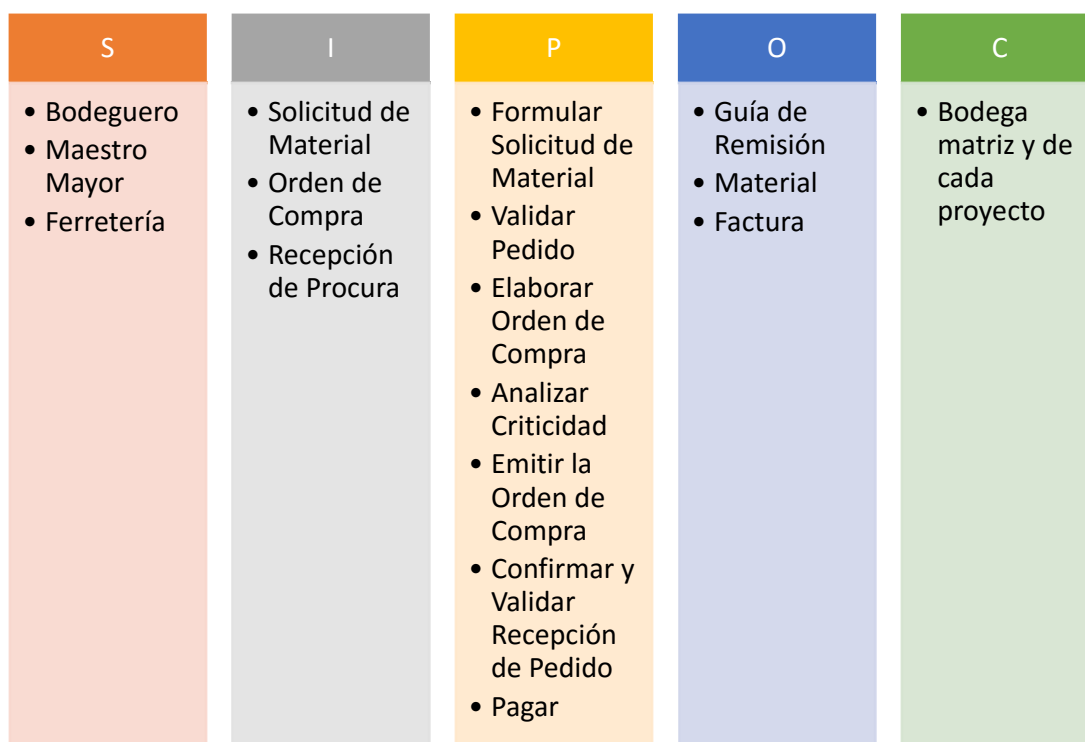 S
• Bodeguero
• Maestro
Mayor
• Ferretería
I
• Solicitud de
Material
• Orden de
Compra
• Recepción
de Procura
P
• Formular
Solicitud de
Material
• Validar
Pedido
• Elaborar
Orden de
Compra
• Analizar
Criticidad
• Emitir la
Orden de
Compra
• Confirmar y
Validar
Recepción
de Pedido
• Pagar
O
• Guía de
Remisión
• Material
• Factura
C
• Bodega
matriz y de
cada
proyecto